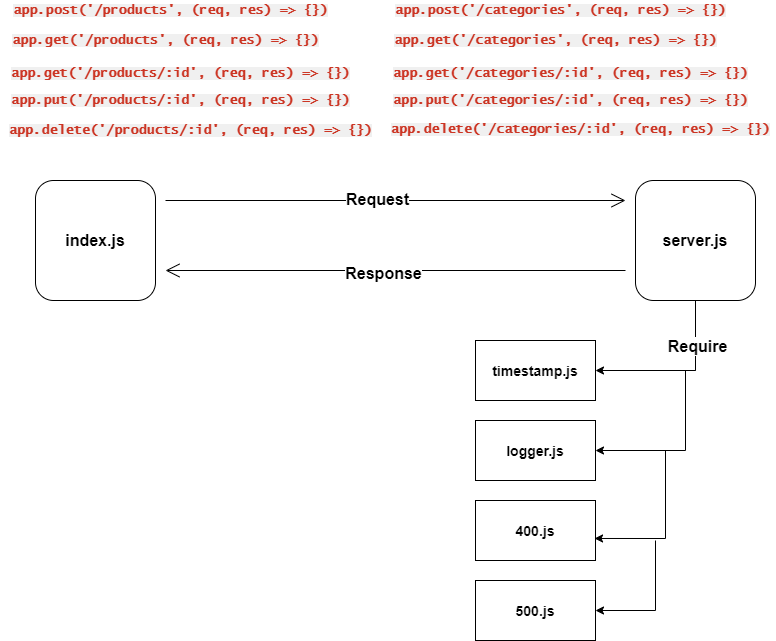 app.post('/products', (req, res) => {})
app.post('/categories', (req, res) => {})
app.get('/products', (req, res) => {})
app.get('/categories', (req, res) => {})
app.get('/products/:id', (req, res) => {})
app.get('/categories/:id', (req, res) => {})
app.put('/products/:id', (req, res) => {})
app.put('/categories/:id', (req, res) => {})
app.delete('/products/:id', (req, res) => {})
app.delete('/categories/:id', (req, res) => {})
Request
index.js
server.js
Response
Require
timestamp.js
logger.js
400.js
500.js